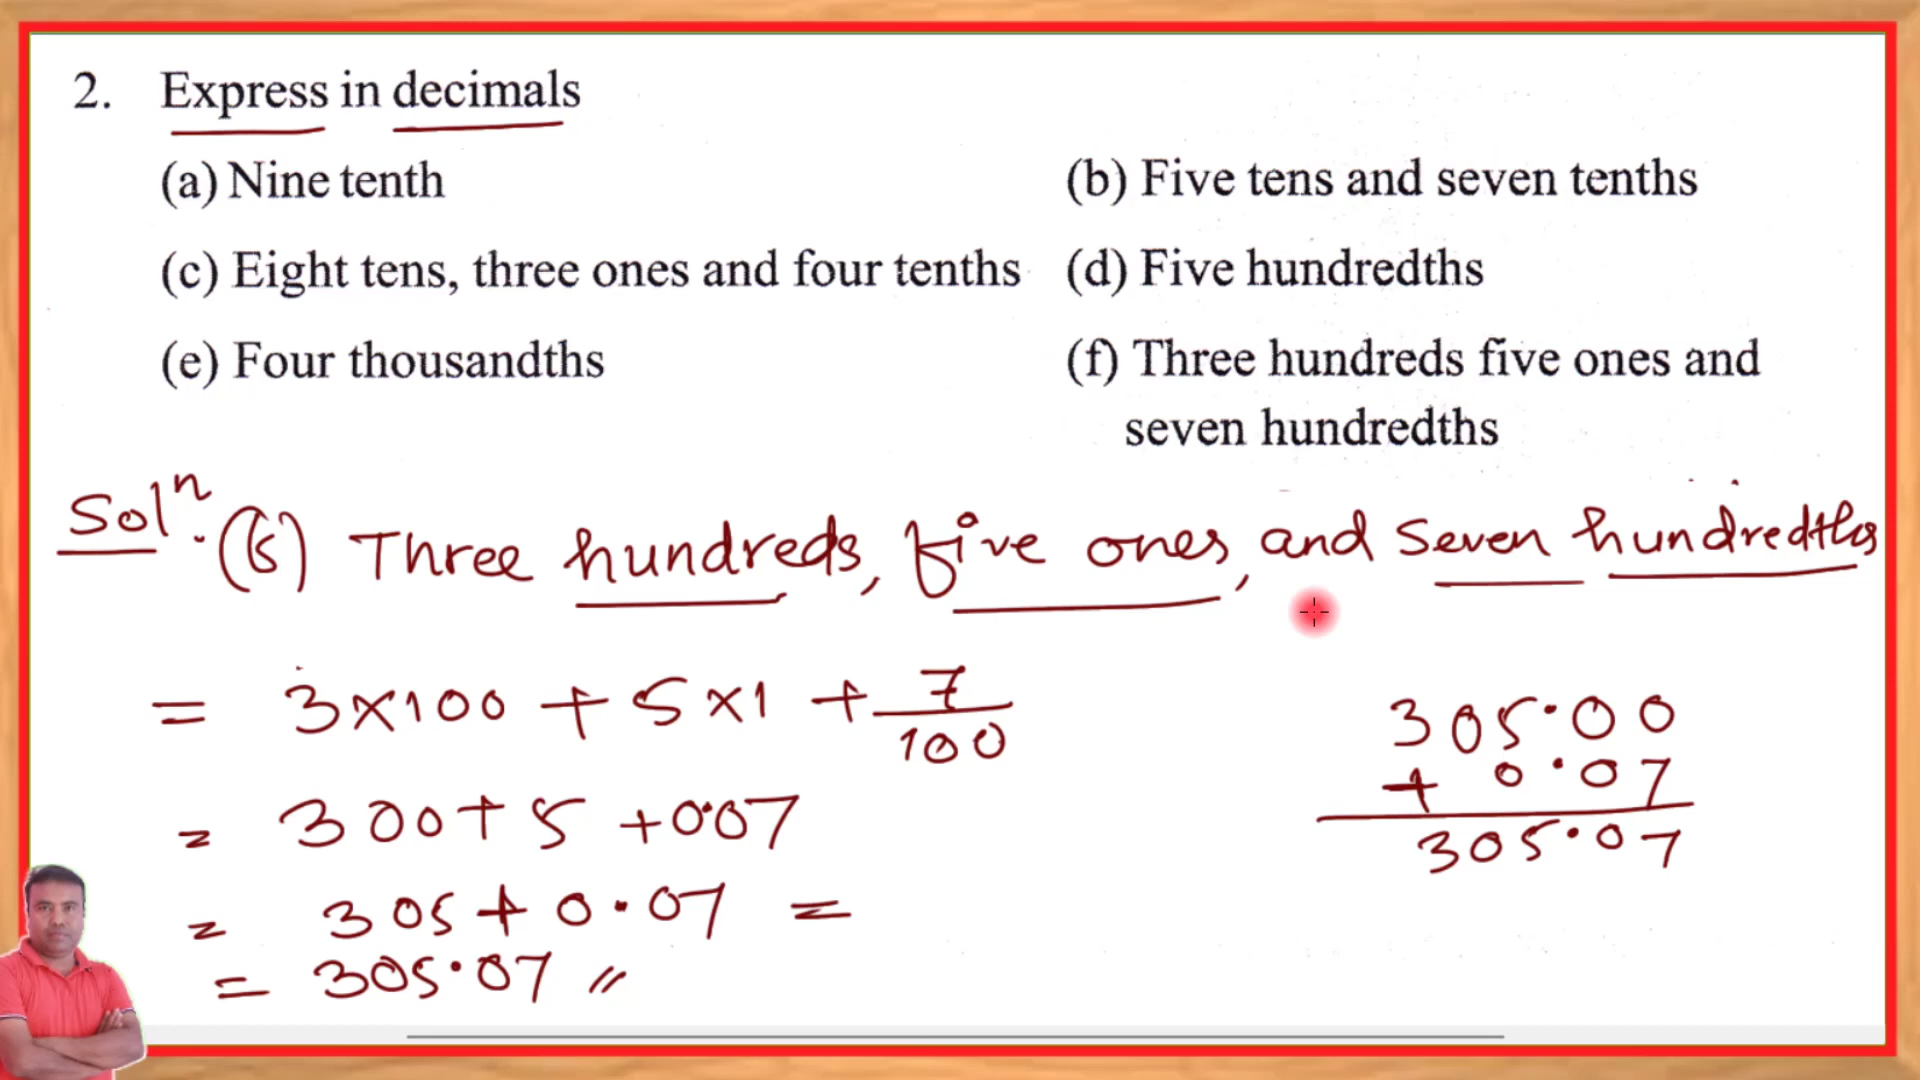 2. Express in decimals
(a) Nine tenth (b) Five tens and seven tenths
(c) Eight tens, three ones and four tenths (d) Five hundredths
(e) Four thousandths (f) Three hundreds five ones and
seven hundredths
Solⁿ. (f) Three hundreds, five ones, and seven hundredths
= 3×100 + 5×1 + 7/100
= 300+ 5 +0.07
= 305+ 0.07 =
= 305.07 //
305.00
+ 0.07
305.07